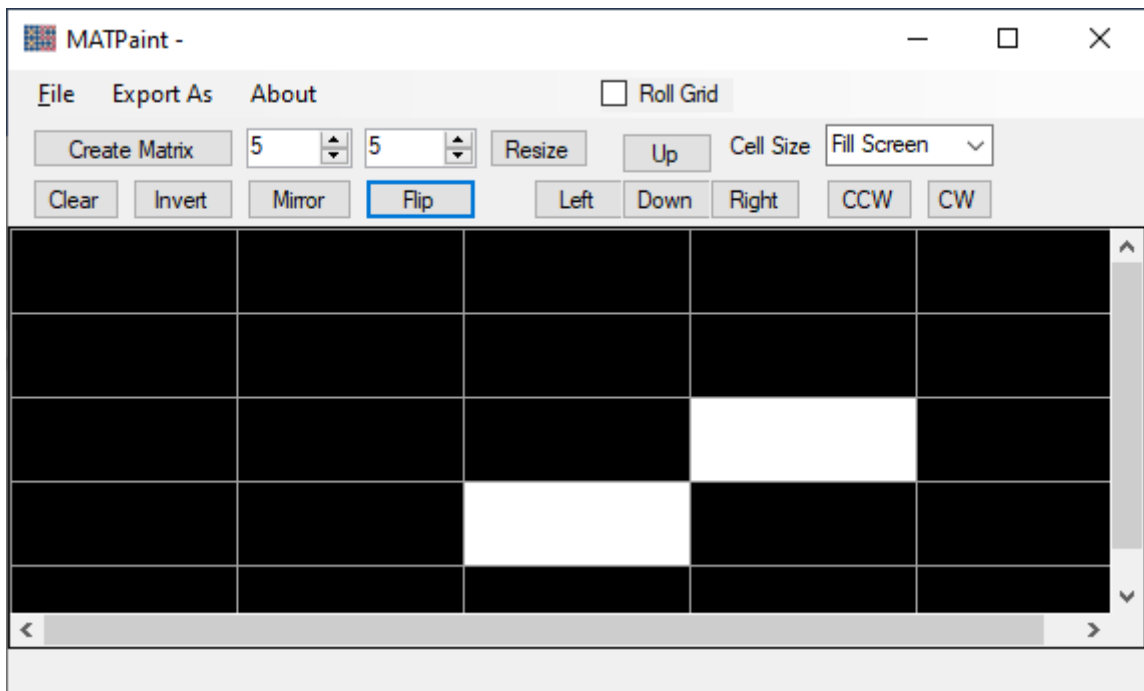 MATPaint -
File Export As About Roll Grid
Create Matrix 5 5 Resize Up Cell Size Fill Screen
Clear Invert Mirror Flip Left Down Right CCW CW